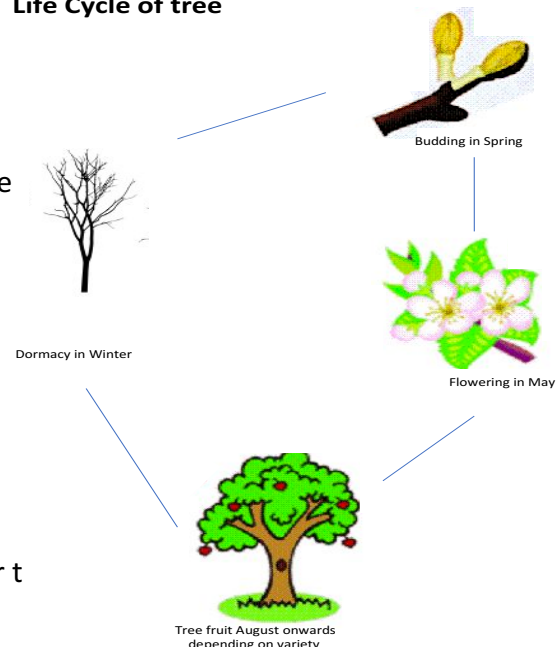 Life Cycle of tree
Budding in Spring
e
Dormacy in Winter
Flowering in May
r t
Tree fruit August onwards
depending on variety